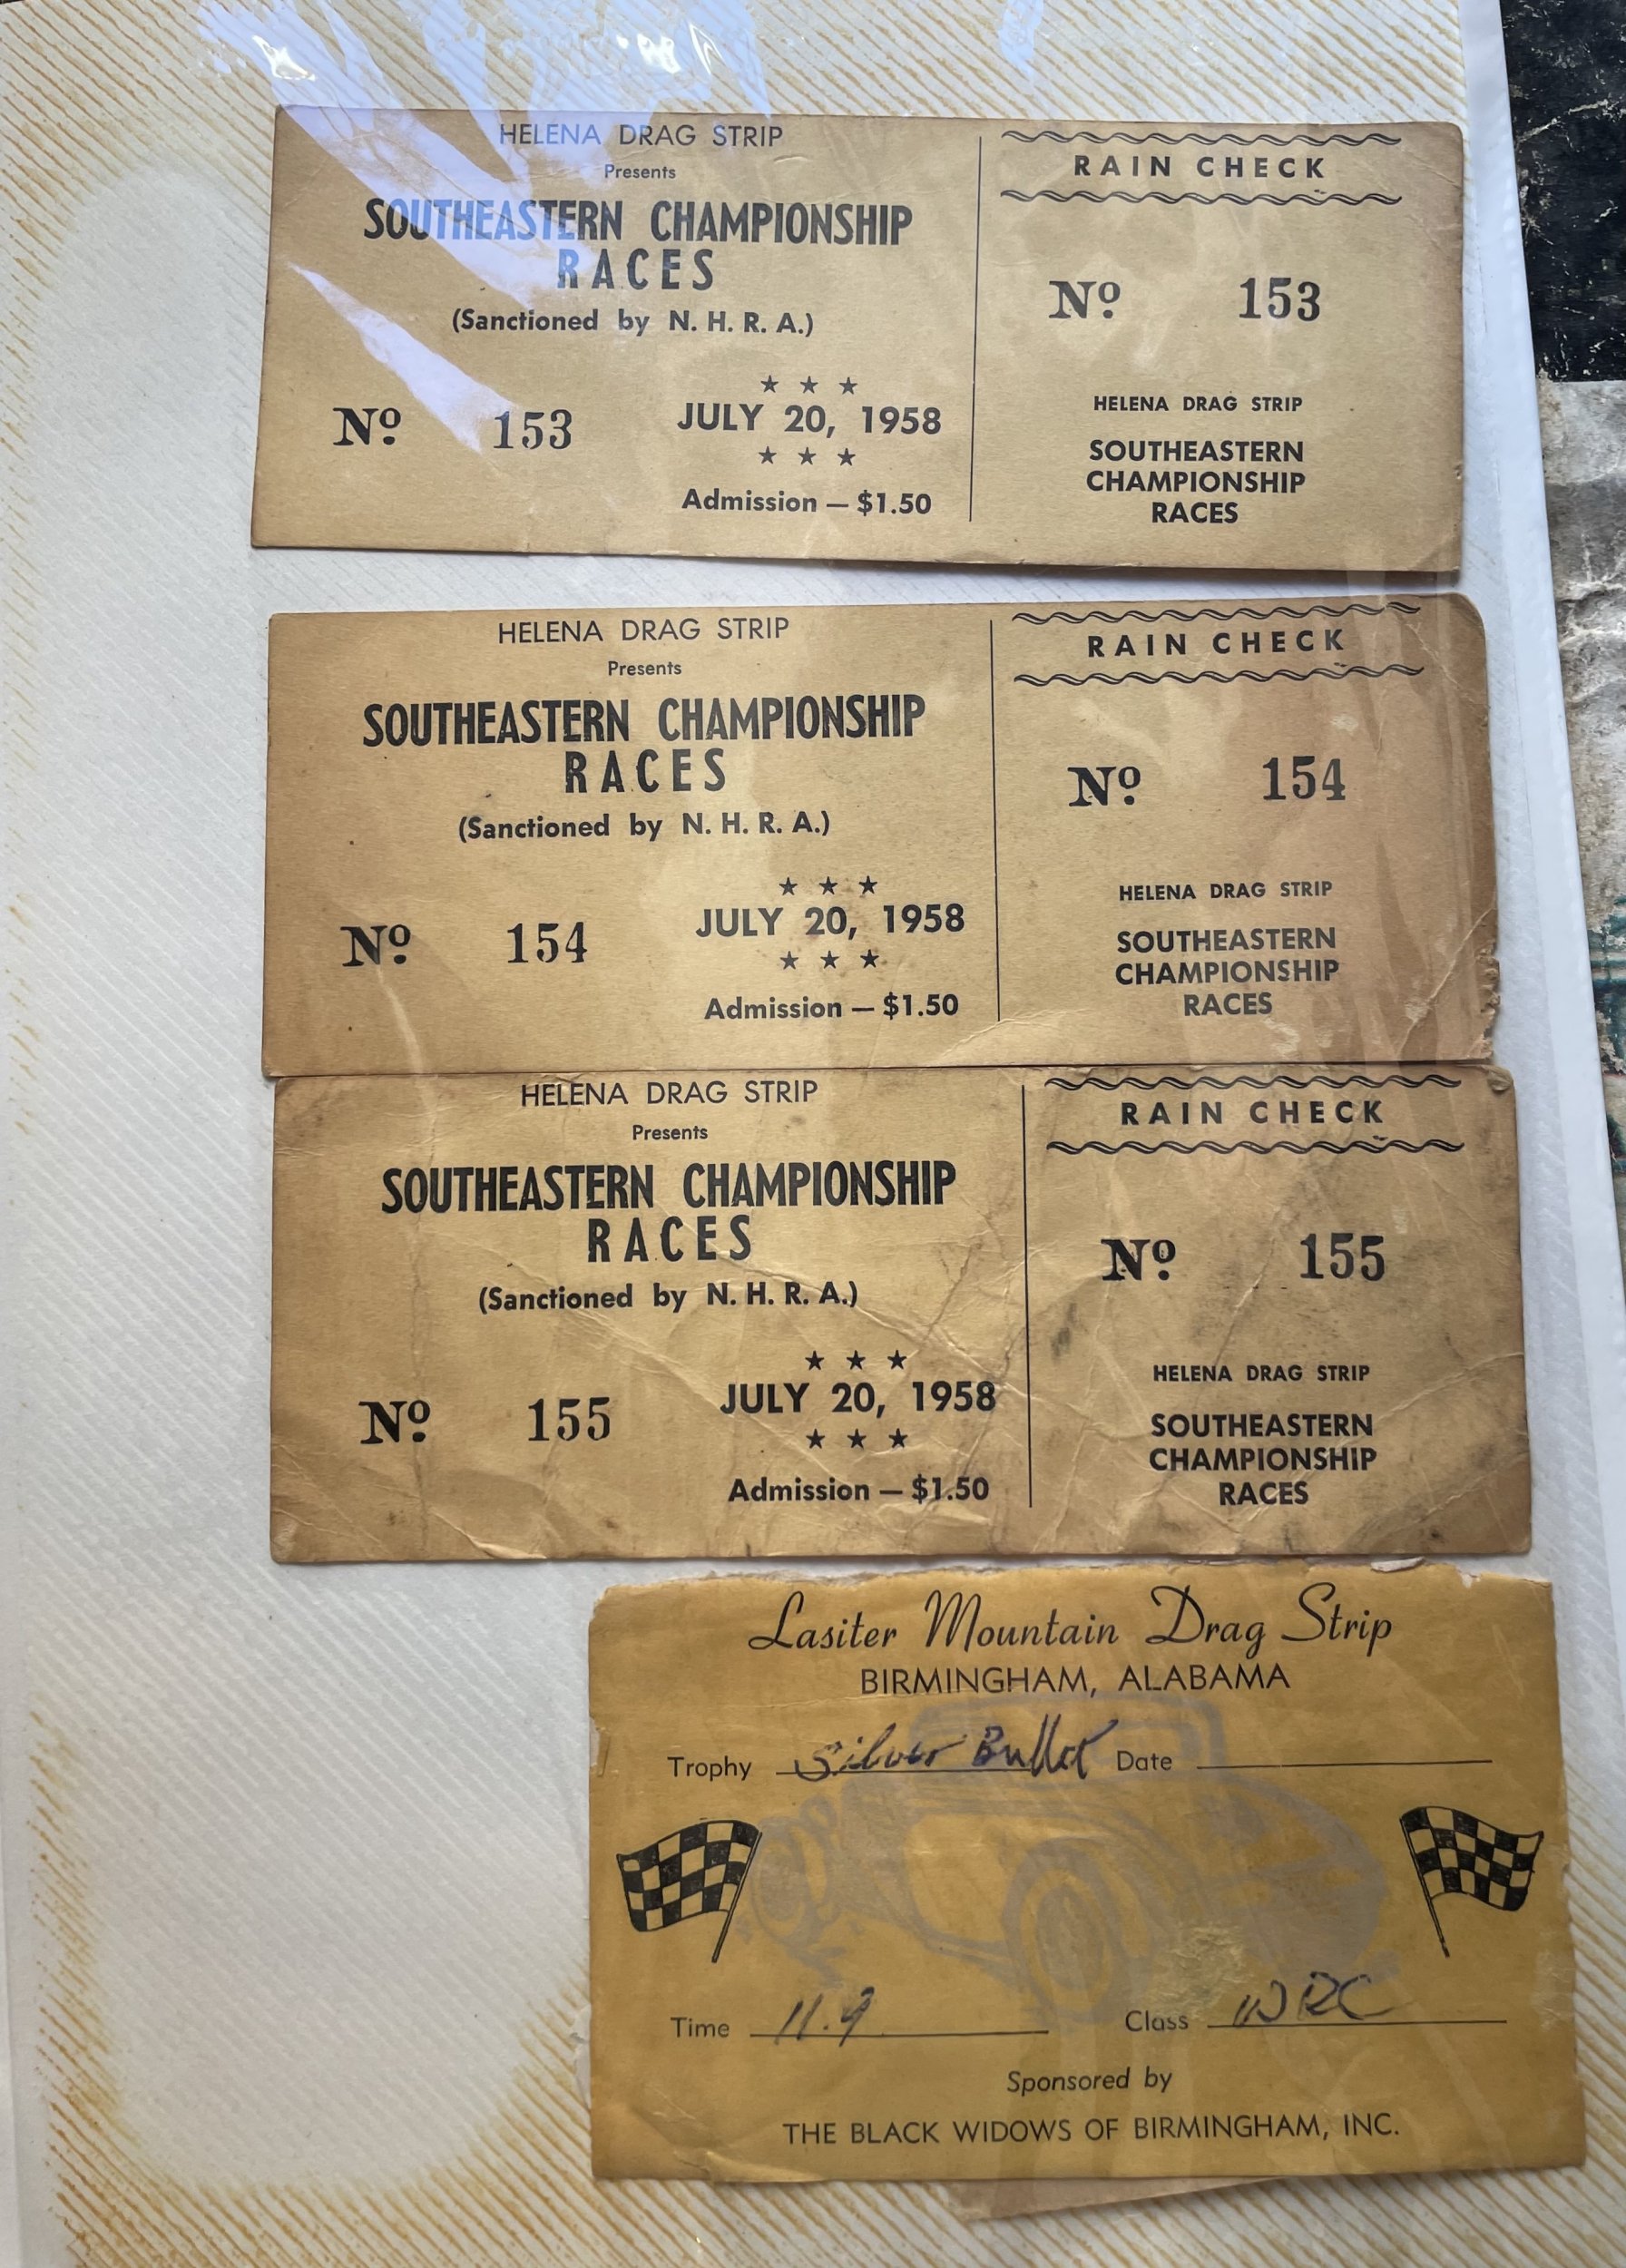 HELENA DRAG STRIP
Presents
SOUTHEASTERN CHAMPIONSHIP
RACES
(Sanctioned by N. H. R. A.)
No 153
★ ★ ★
JULY 20, 1958
★ ★ ★
Admission — $1.50
RAIN CHECK
No 153
HELENA DRAG STRIP
SOUTHEASTERN
CHAMPIONSHIP
RACES
HELENA DRAG STRIP
Presents
SOUTHEASTERN CHAMPIONSHIP
RACES
(Sanctioned by N. H. R. A.)
No 154
★ ★ ★
JULY 20, 1958
★ ★ ★
Admission — $1.50
RAIN CHECK
No 154
HELENA DRAG STRIP
SOUTHEASTERN
CHAMPIONSHIP
RACES
HELENA DRAG STRIP
Presents
SOUTHEASTERN CHAMPIONSHIP
RACES
(Sanctioned by N. H. R. A.)
No 155
★ ★ ★
JULY 20, 1958
★ ★ ★
Admission — $1.50
RAIN CHECK
No 155
HELENA DRAG STRIP
SOUTHEASTERN
CHAMPIONSHIP
RACES
Lasiter Mountain Drag Strip
BIRMINGHAM, ALABAMA
Trophy Silver Bullet Date
Time 11.9 Class
Sponsored by
THE BLACK WIDOWS OF BIRMINGHAM, INC.